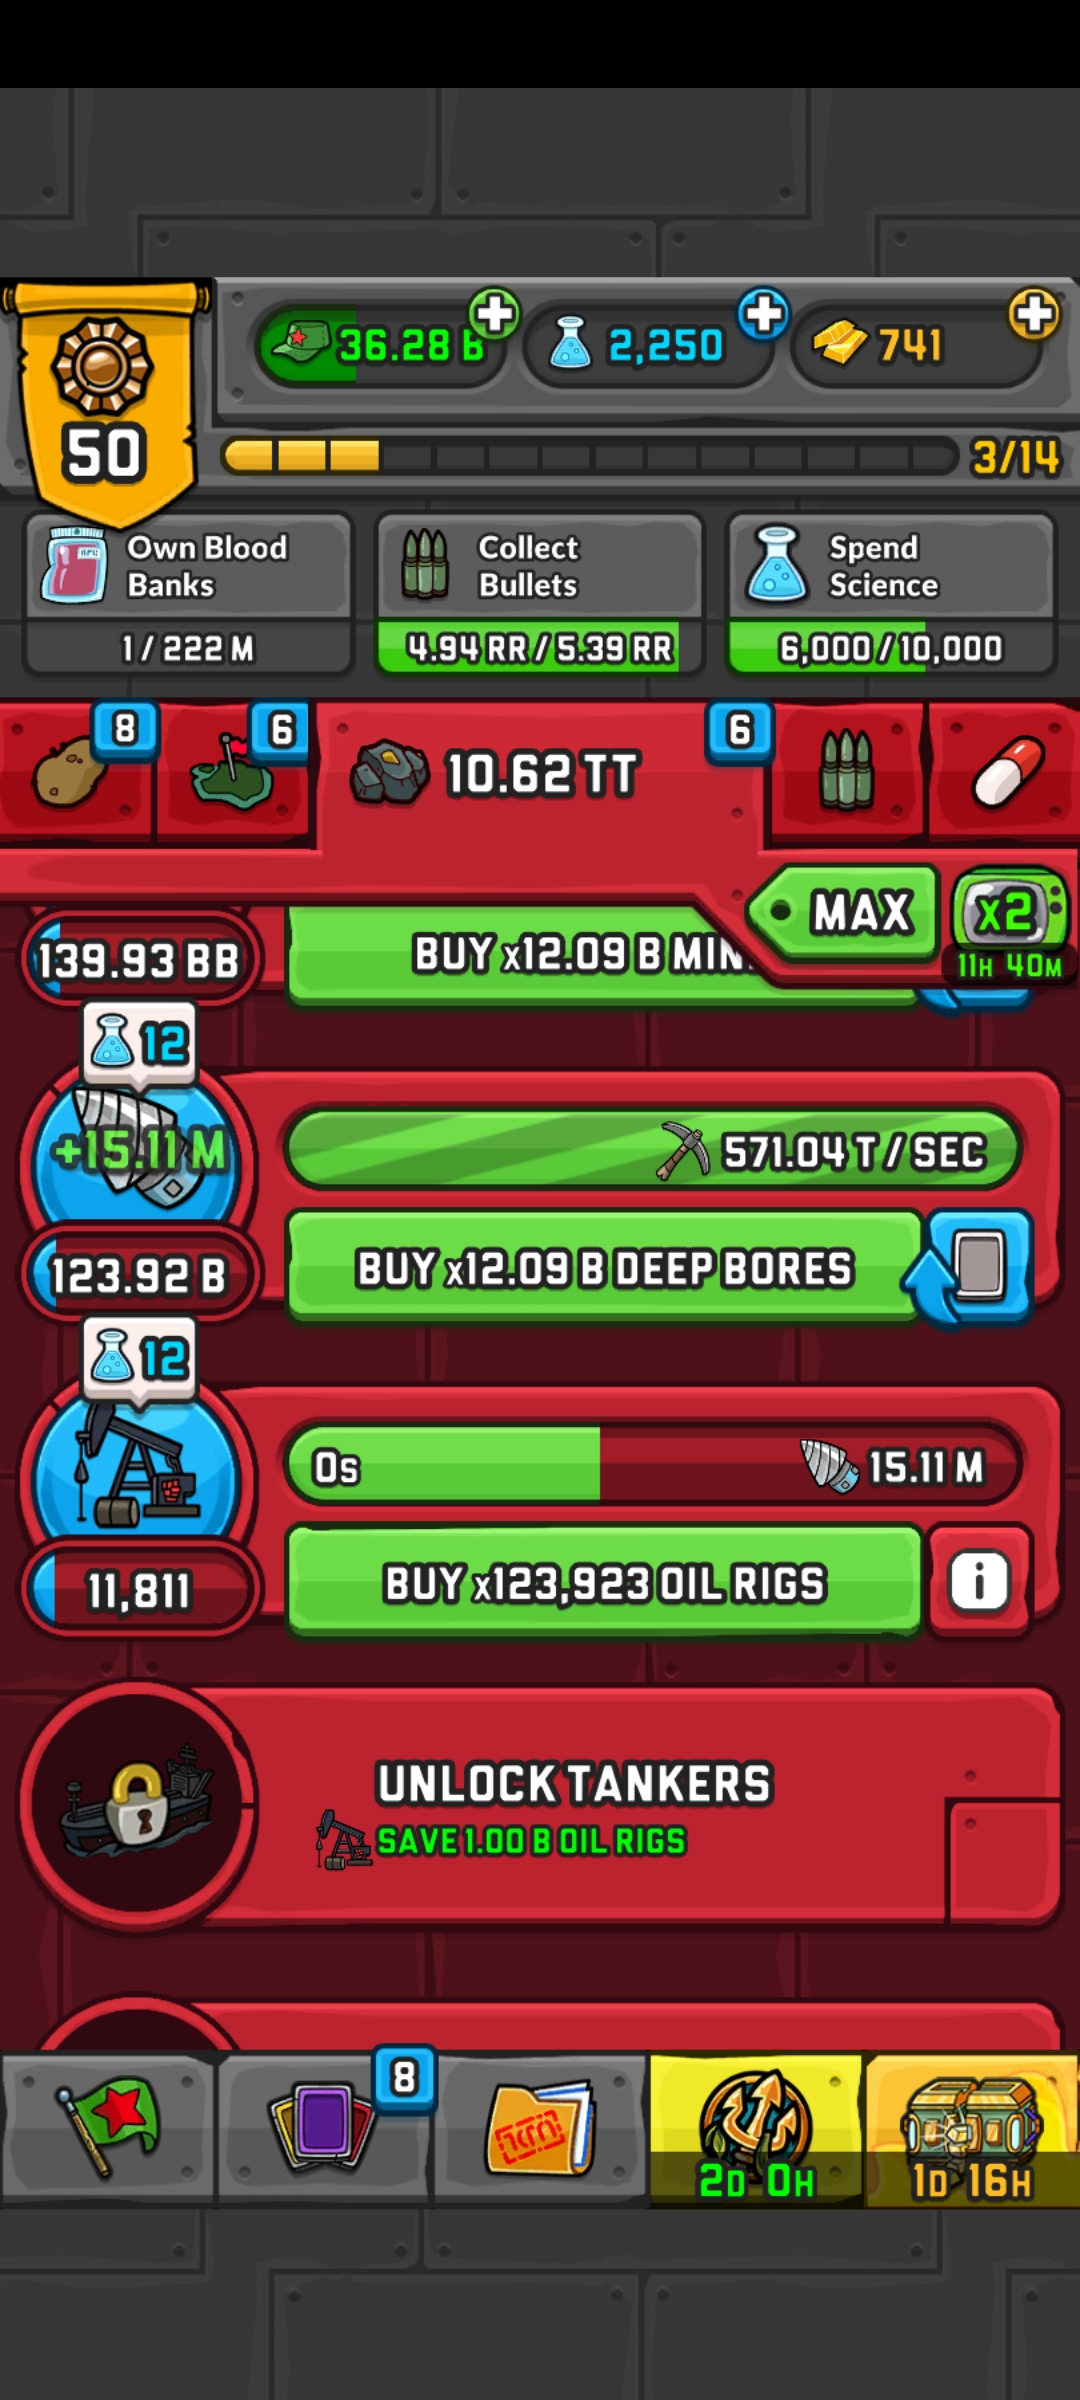 36.28 B
2,250
741
50
3/14
Own Blood
Banks
1 / 222 M
Collect
Bullets
4.94 RR / 5.39 RR
Spend
Science
6,000 / 10,000
8
6
10.62 TT
6
MAX
x2
11H 40M
139.93 BB
BUY x12.09 B MIN
12
+15.11 M
571.04 T / SEC
123.92 B
BUY x12.09 B DEEP BORES
12
0s
15.11 M
11,811
BUY x123,923 OIL RIGS
i
UNLOCK TANKERS
SAVE 1.00 B OIL RIGS
8
2D 0H
1D 16H